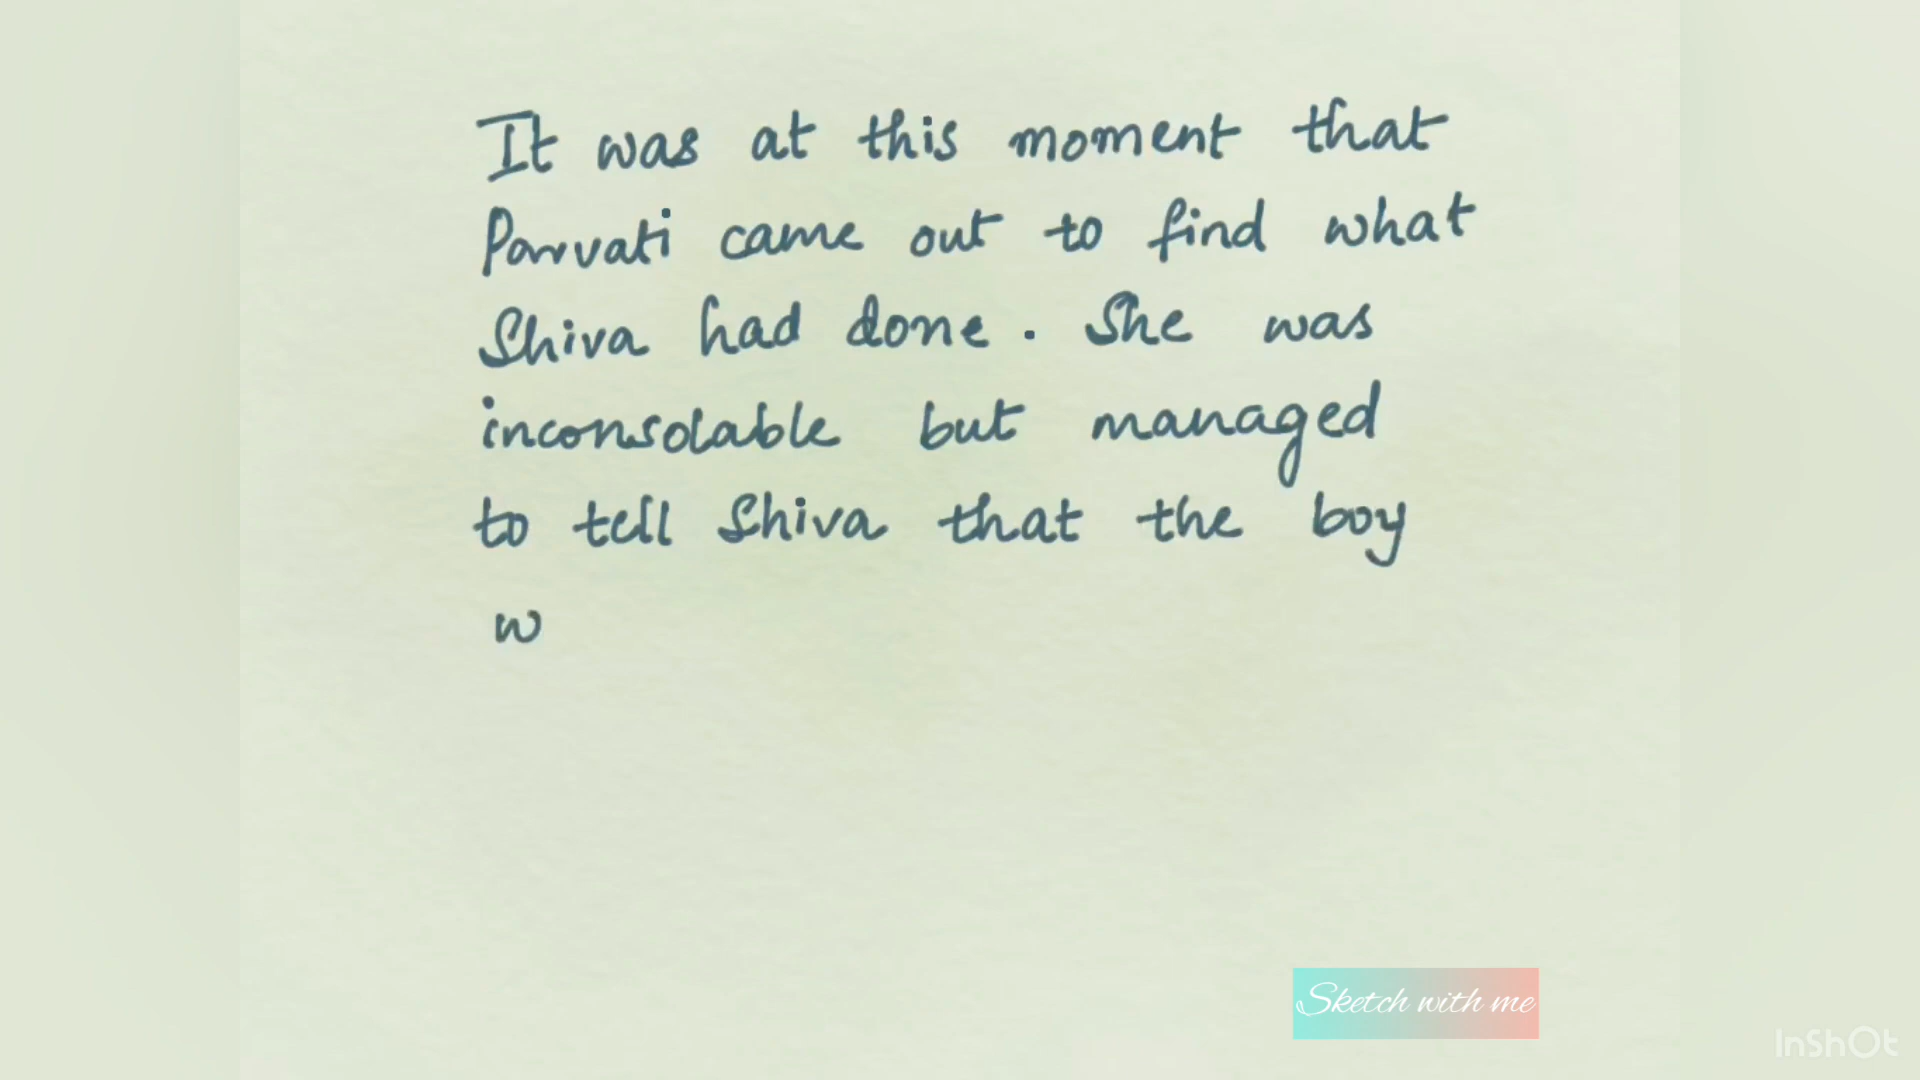 It was at this moment that
Parvati came out to find what
Shiva had done. She was
inconsolable but managed
to tell Shiva that the boy
w
Sketch with me
InShOt